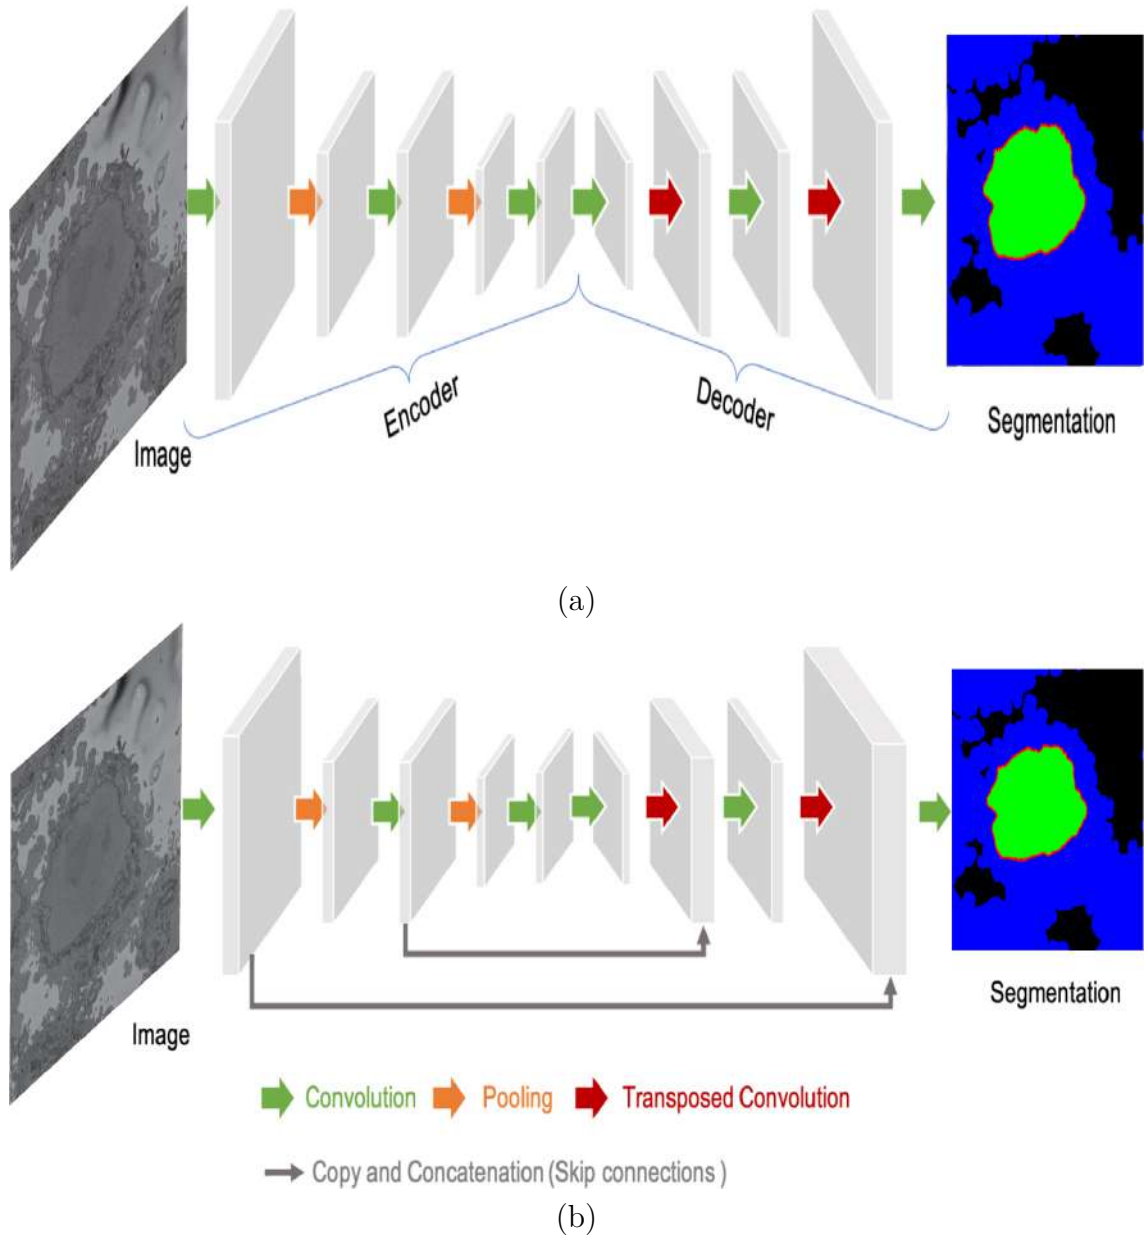 Encoder
Decoder
Image
Segmentation
(a)
Image
Segmentation
Convolution
Pooling
Transposed Convolution
Copy and Concatenation (Skip connections )
(b)